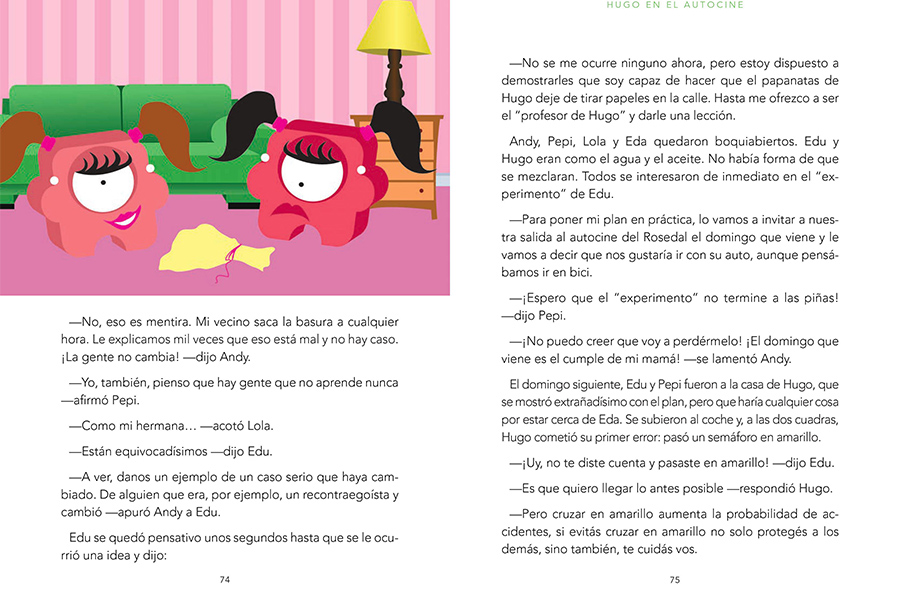 —No, eso es mentira. Mi vecino saca la basura a cualquier
hora. Le explicamos mil veces que eso está mal y no hay caso.
¡La gente no cambia! —dijo Andy.
—Yo, también, pienso que hay gente que no aprende nunca
—afirmó Pepi.
—Como mi hermana… —acotó Lola.
—Están equivocadísimos —dijo Edu.
—A ver, danos un ejemplo de un caso serio que haya cam-
biado. De alguien que era, por ejemplo, un recontraegoísta y
cambió —apuró Andy a Edu.
Edu se quedó pensativo unos segundos hasta que se le ocu-
rrió una idea y dijo:
74
HUGO EN EL AUTOCINE
—No se me ocurre ninguno ahora, pero estoy dispuesto a
demostrarles que soy capaz de hacer que el papanatas de
Hugo deje de tirar papeles en la calle. Hasta me ofrezco a ser
el “profesor de Hugo” y darle una lección.
Andy, Pepi, Lola y Eda quedaron boquiabiertos. Edu y
Hugo eran como el agua y el aceite. No había forma de que
se mezclaran. Todos se interesaron de inmediato en el “ex-
perimento” de Edu.
—Para poner mi plan en práctica, lo vamos a invitar a nues-
tra salida al autocine del Rosedal el domingo que viene y le
vamos a decir que nos gustaría ir con su auto, aunque pensá-
bamos ir en bici.
—¡Espero que el “experimento” no termine a las piñas!
—dijo Pepi.
—¡No puedo creer que voy a perdérmelo! ¡El domingo que
viene es el cumple de mi mamá! —se lamentó Andy.
El domingo siguiente, Edu y Pepi fueron a la casa de Hugo, que
se mostró extrañadísimo con el plan, pero que haría cualquier cosa
por estar cerca de Eda. Se subieron al coche y, a las dos cuadras,
Hugo cometió su primer error: pasó un semáforo en amarillo.
—¡Uy, no te diste cuenta y pasaste en amarillo! —dijo Edu.
—Es que quiero llegar lo antes posible —respondió Hugo.
—Pero cruzar en amarillo aumenta la probabilidad de ac-
cidentes, si evitás cruzar en amarillo no solo protegés a los
demás, sino también, te cuidás vos.
75